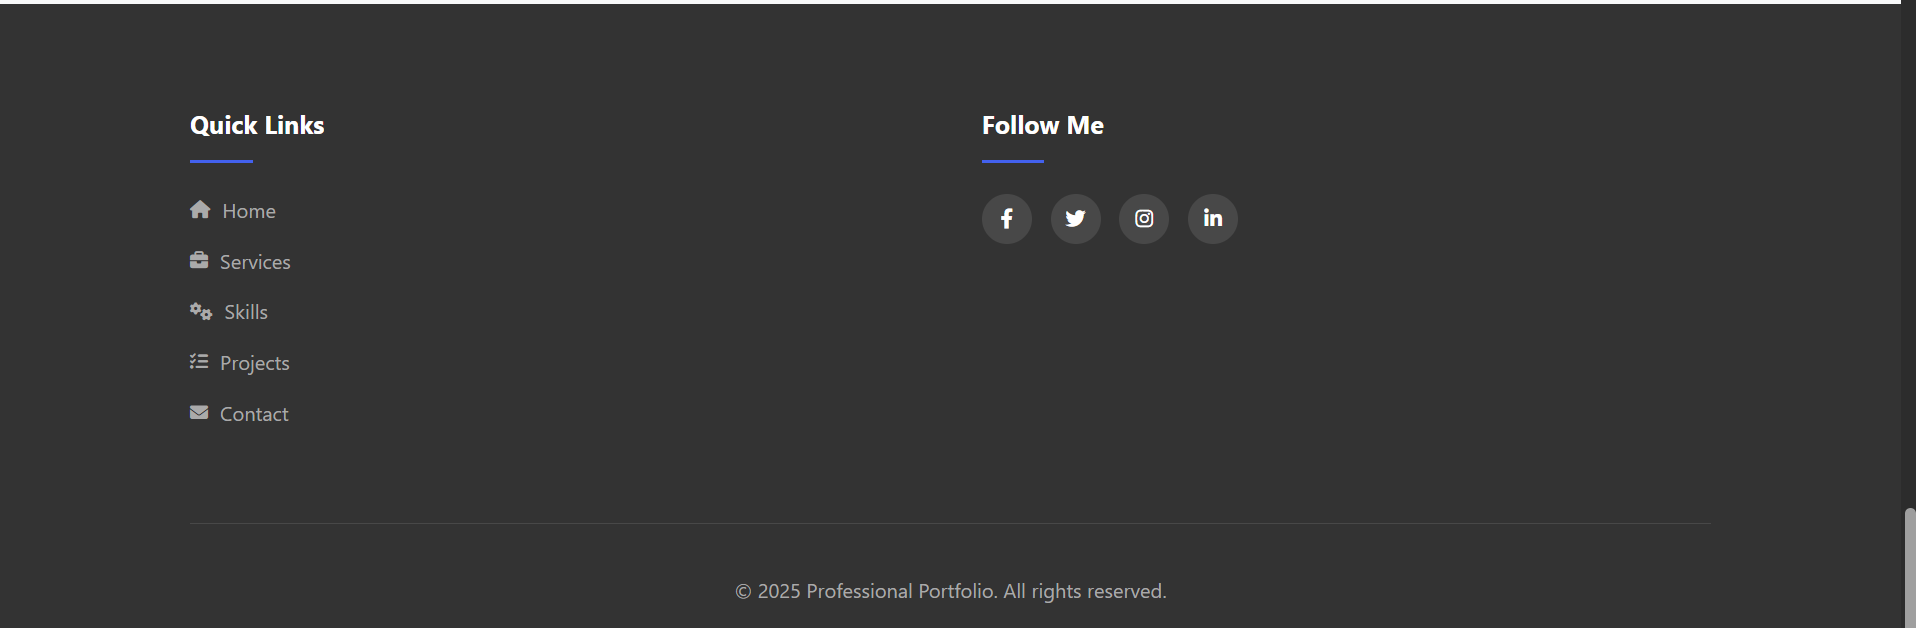 Quick Links
Home
Services
Skills
Projects
Contact
Follow Me
© 2025 Professional Portfolio. All rights reserved.